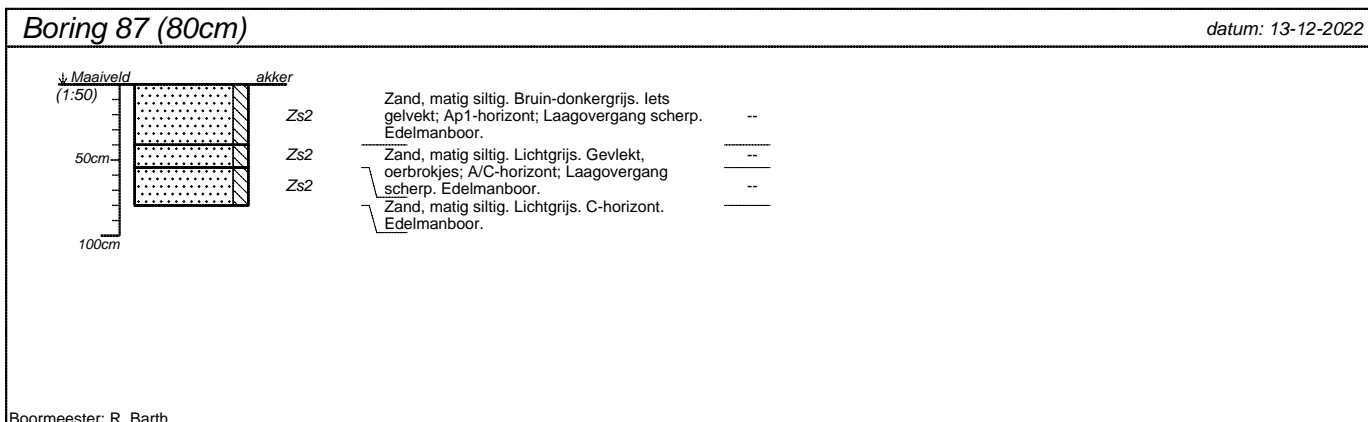 Boring 87 (80cm)
datum: 13-12-2022
Maaiveld
akker
(1:50)
50cm
100cm
Zs2
Zand, matig siltig. Bruin-donkergrijs. Iets
gelvekt; Ap1-horizont; Laagovergang scherp.
Edelmanboor.
--
Zs2
Zand, matig siltig. Lichtgrijs. Gevlekt,
oerbrokjes; A/C-horizont; Laagovergang
scherp. Edelmanboor.
--
Zs2
Zand, matig siltig. Lichtgrijs. C-horizont.
Edelmanboor.
--
Boormeester: R. Barth